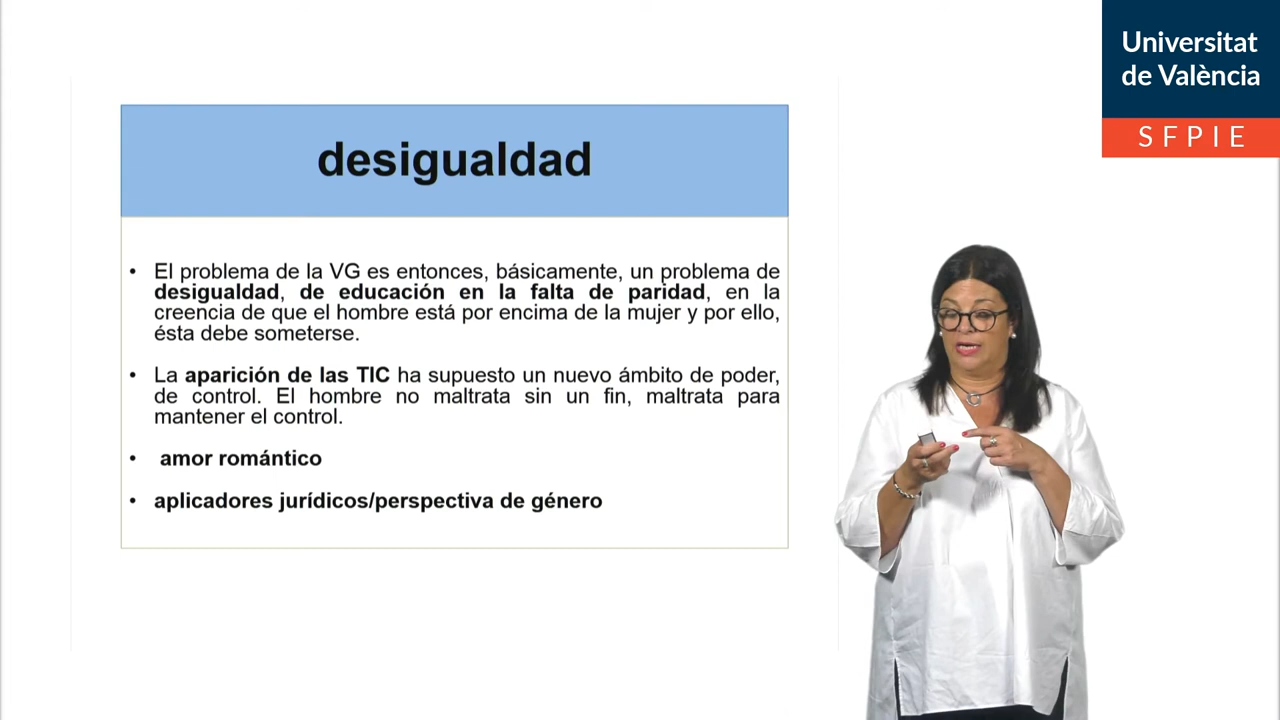 Universitat
de València
SFPIE
desigualdad
• El problema de la VG es entonces, básicamente, un problema de
desigualdad, de educación en la falta de paridad, en la
creencia de que el hombre está por encima de la mujer y por ello,
ésta debe someterse.
• La aparición de las TIC ha supuesto un nuevo ámbito de poder,
de control. El hombre no maltrata sin un fin, maltrata para
mantener el control.
• amor romántico
• aplicadores jurídicos/perspectiva de género